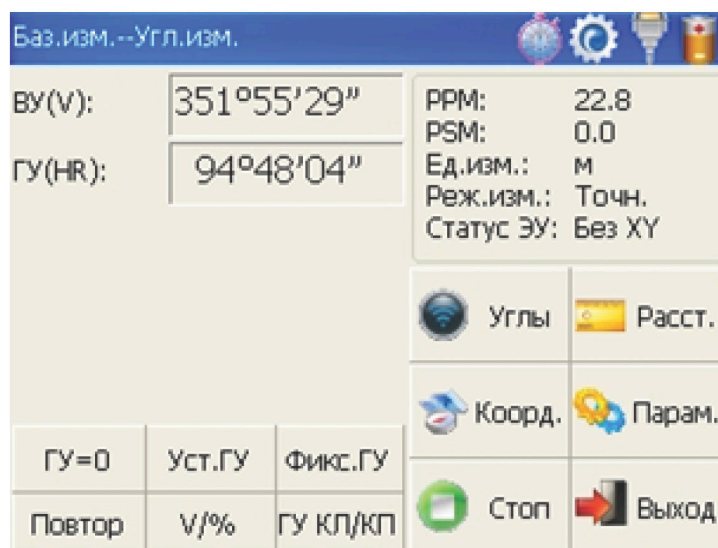 Баз.изм.--Угл.изм.
ВУ(V): 351°55'29"
ГУ(HR): 94°48'04"
PPM: 22.8
PSM: 0.0
Ед.изм.: м
Реж.изм.: Точн.
Статус ЭУ: Без XY
Углы Расст.
Коорд. Парам.
Стоп Выход
ГУ=0 Уст.ГУ Фикс.ГУ
Повтор V/% ГУ КЛ/КП